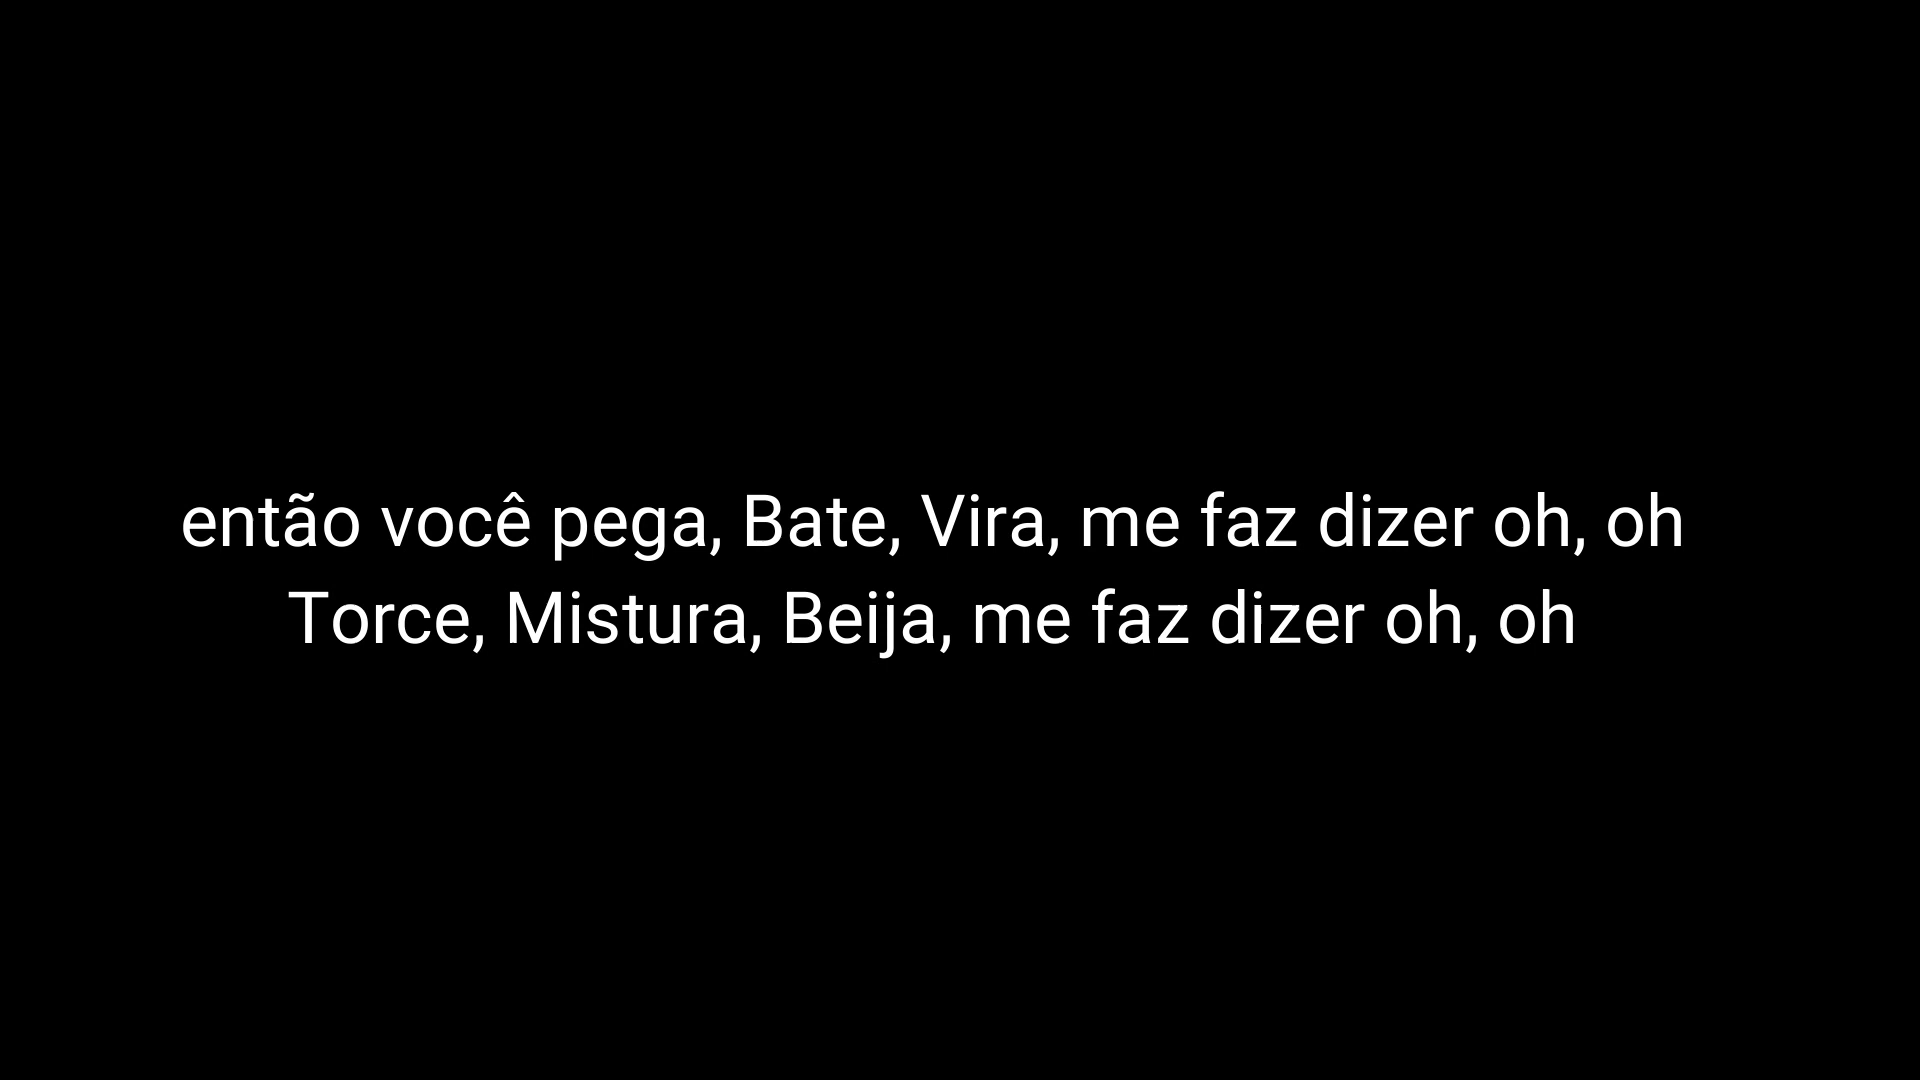 então você pega, Bate, Vira, me faz dizer oh, oh
Torce, Mistura, Beija, me faz dizer oh, oh